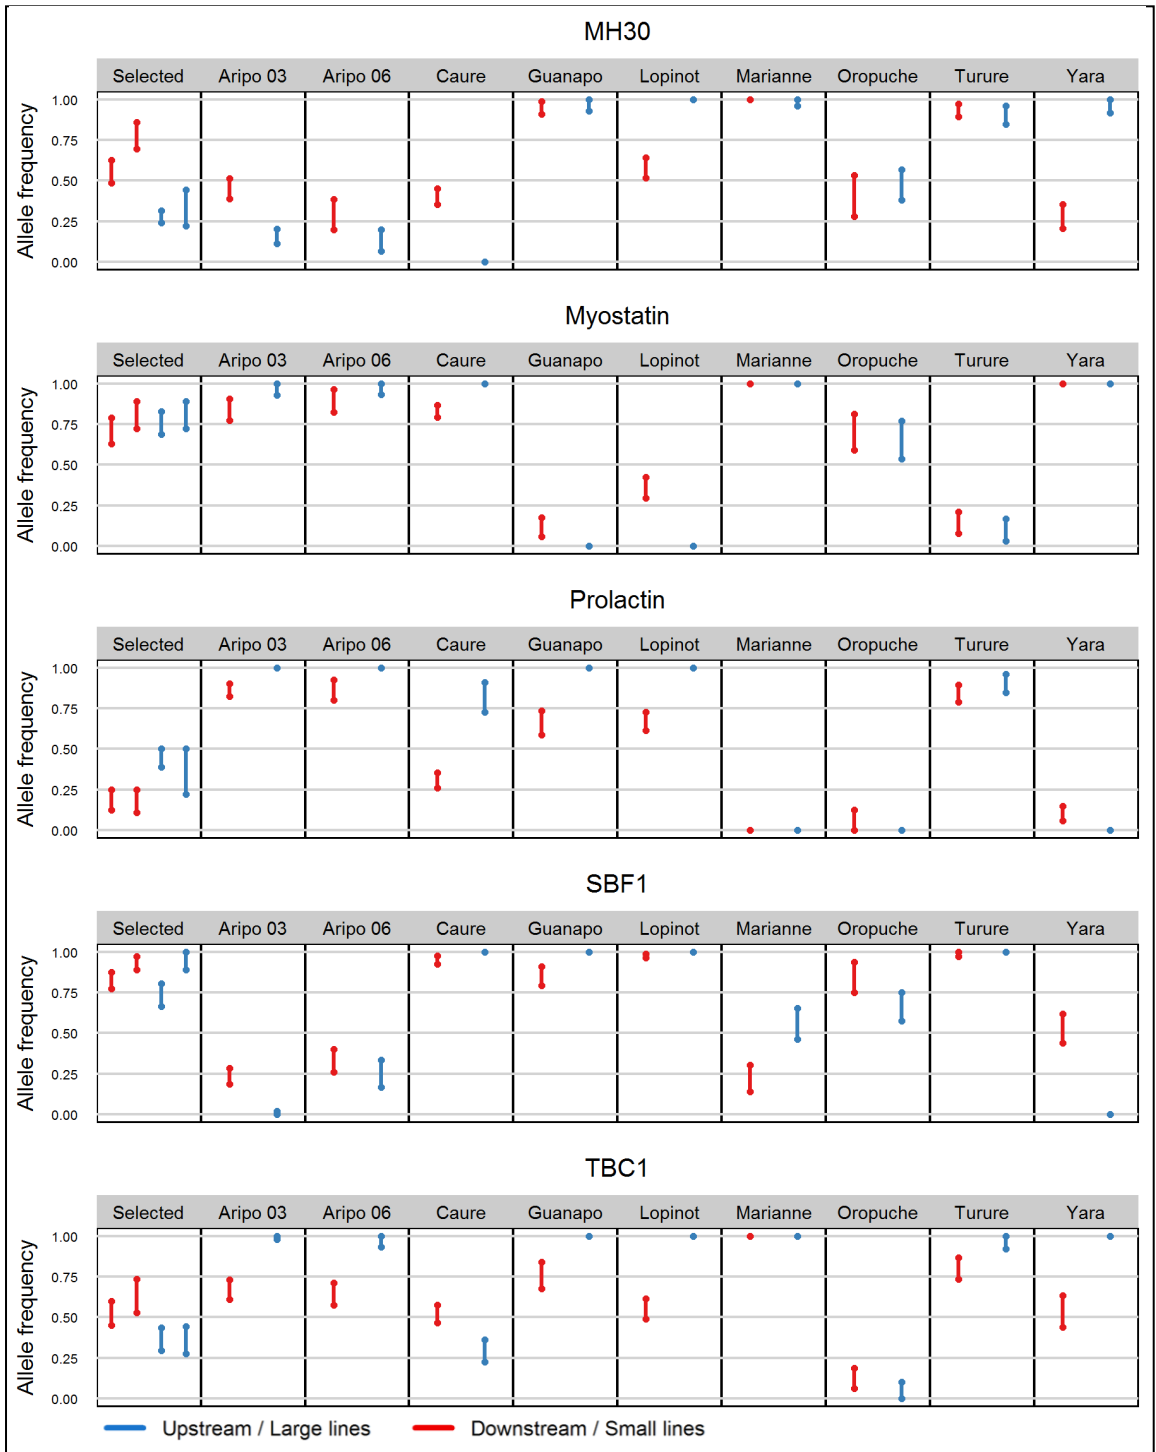 MH30
Selected Aripo 03 Aripo 06 Caure Guanapo Lopinot Marianne Oropuche Turure Yara
Allele frequency
1.00
0.75
0.50
0.25
0.00
Myostatin
Selected Aripo 03 Aripo 06 Caure Guanapo Lopinot Marianne Oropuche Turure Yara
Allele frequency
1.00
0.75
0.50
0.25
0.00
Prolactin
Selected Aripo 03 Aripo 06 Caure Guanapo Lopinot Marianne Oropuche Turure Yara
Allele frequency
1.00
0.75
0.50
0.25
0.00
SBF1
Selected Aripo 03 Aripo 06 Caure Guanapo Lopinot Marianne Oropuche Turure Yara
Allele frequency
1.00
0.75
0.50
0.25
0.00
TBC1
Selected Aripo 03 Aripo 06 Caure Guanapo Lopinot Marianne Oropuche Turure Yara
Allele frequency
1.00
0.75
0.50
0.25
0.00
Upstream / Large lines Downstream / Small lines